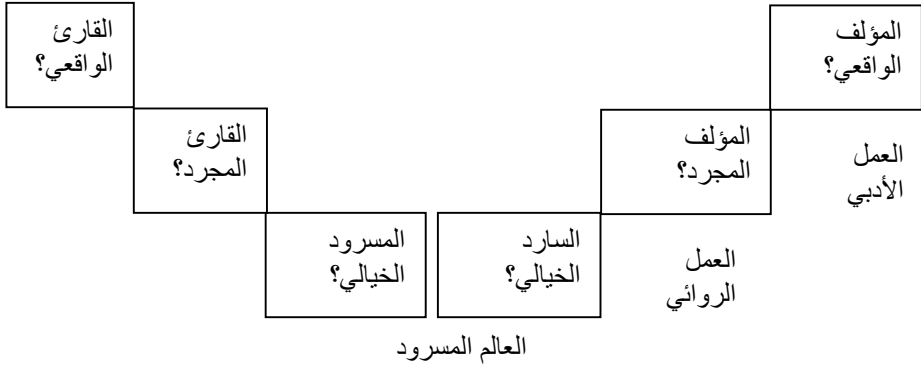 المؤلف
الواقعي؟
القارئ
الواقعي؟
المؤلف
المجرد؟
القارئ
المجرد؟
العمل
الأدبي
السارد
الخيالي؟
المسرود
الخيالي؟
العمل
الروائي
العالم المسرود